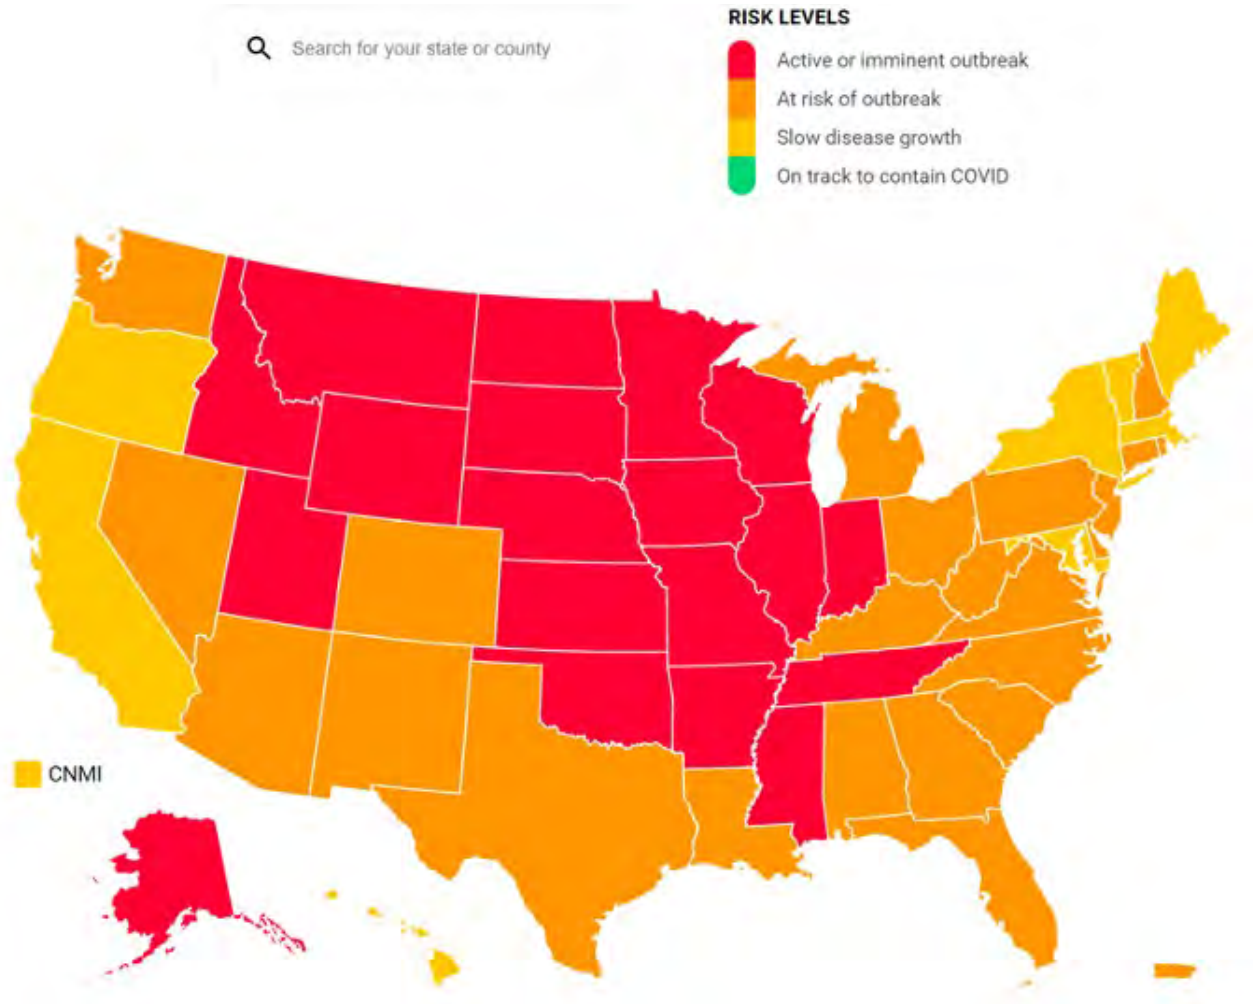 Search for your state or county
RISK LEVELS
Active or imminent outbreak
At risk of outbreak
Slow disease growth
On track to contain COVID
CNMI